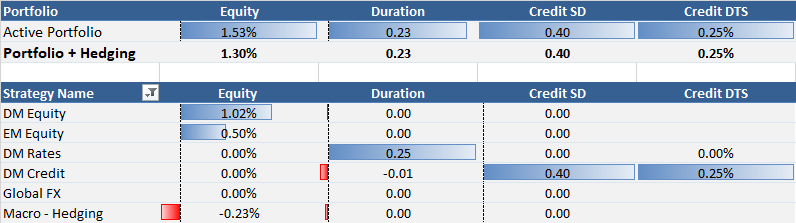 Portfolio Equity Duration Credit SD Credit DTS
Active Portfolio 1.53% 0.23 0.40 0.25%
Portfolio + Hedging 1.30% 0.23 0.40 0.25%
Strategy Name Equity Duration Credit SD Credit DTS
DM Equity 1.02% 0.00 0.00
EM Equity 0.50% 0.00 0.00
DM Rates 0.00% 0.25 0.00 0.00%
DM Credit 0.00% -0.01 0.40 0.25%
Global FX 0.00% 0.00 0.00
Macro - Hedging -0.23% 0.00 0.00